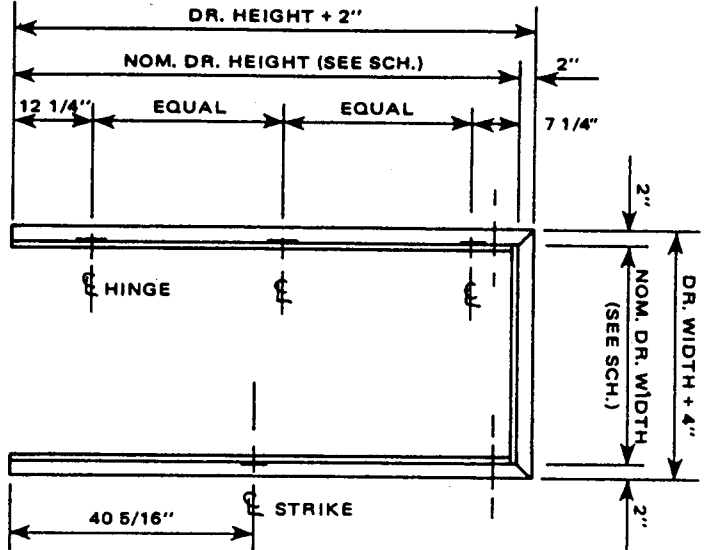 DR. HEIGHT + 2"
NOM. DR. HEIGHT (SEE SCH.)
2"
12 1/4"
EQUAL
EQUAL
7 1/4"
2"
℄ HINGE
℄
℄
NOM. DR. WIDTH
(SEE SCH.)
DR. WIDTH + 4"
℄ STRIKE
40 5/16"
2"